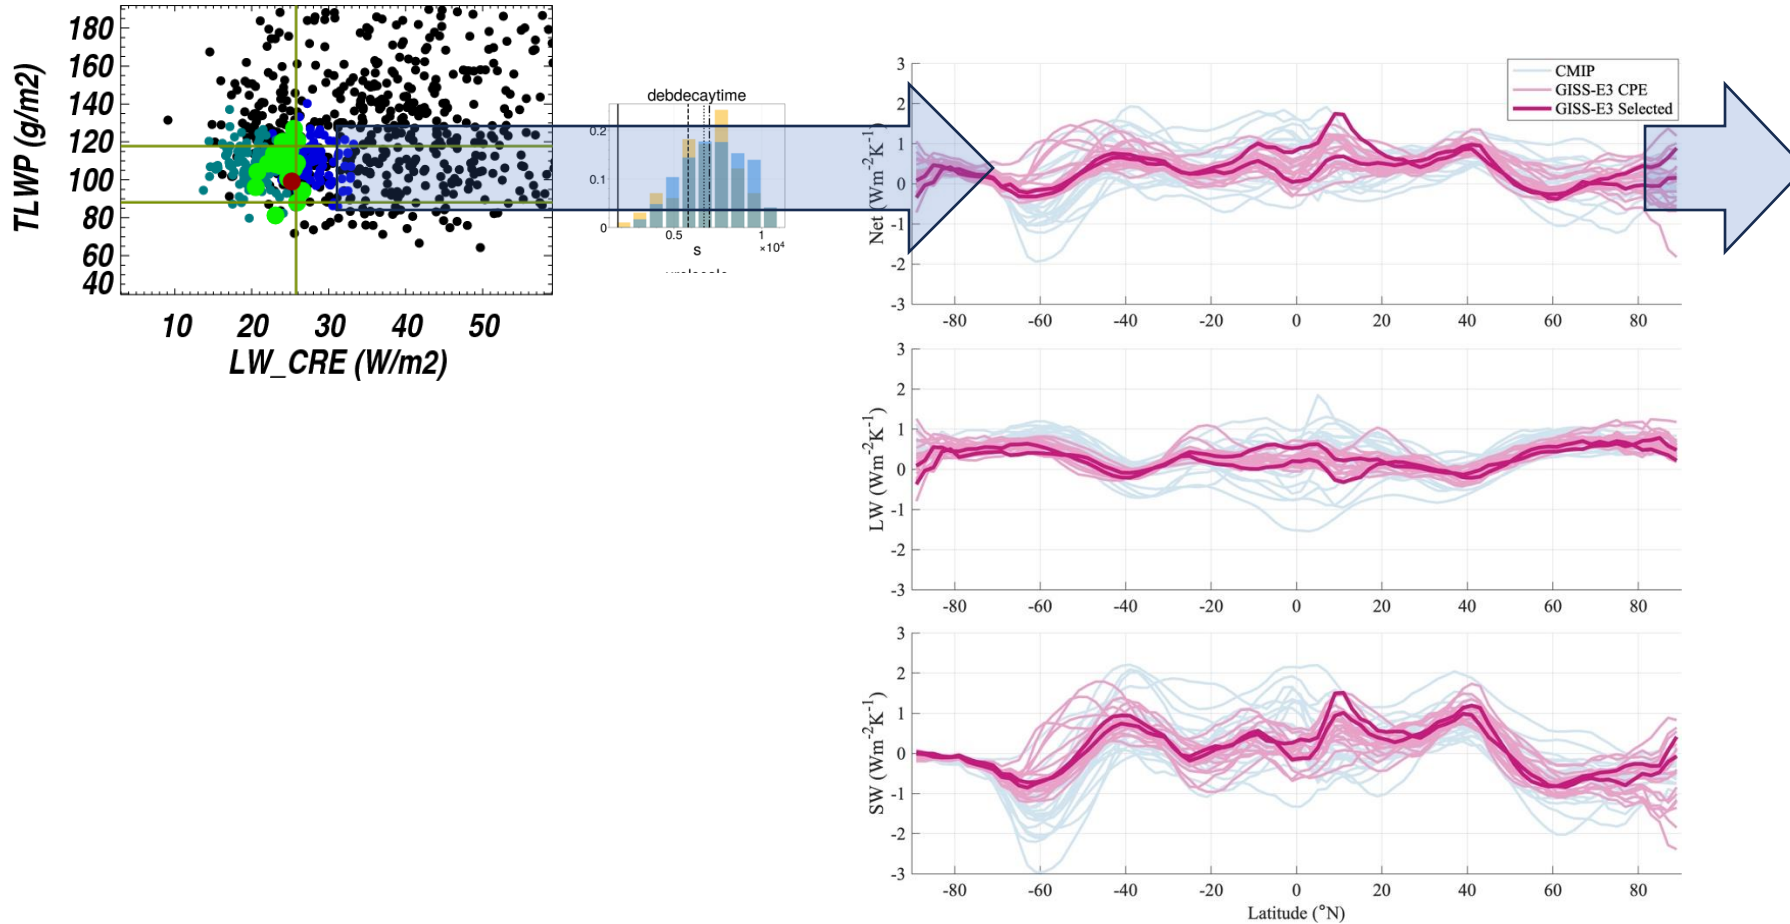 180
160
140
120
100
80
60
40
TLWP (g/m2)
10 20 30 40 50
LW_CRE (W/m2)
debdecaytime
0.2
0.1
0
0.5 1
s ×10⁴
CMIP
GISS-E3 CPE
GISS-E3 Selected
Net (Wm⁻²K⁻¹)
3
2
1
0
-1
-2
-3
-80 -60 -40 -20 0 20 40 60 80
LW (Wm⁻²K⁻¹)
3
2
1
0
-1
-2
-3
-80 -60 -40 -20 0 20 40 60 80
SW (Wm⁻²K⁻¹)
3
2
1
0
-1
-2
-3
-80 -60 -40 -20 0 20 40 60 80
Latitude (°N)